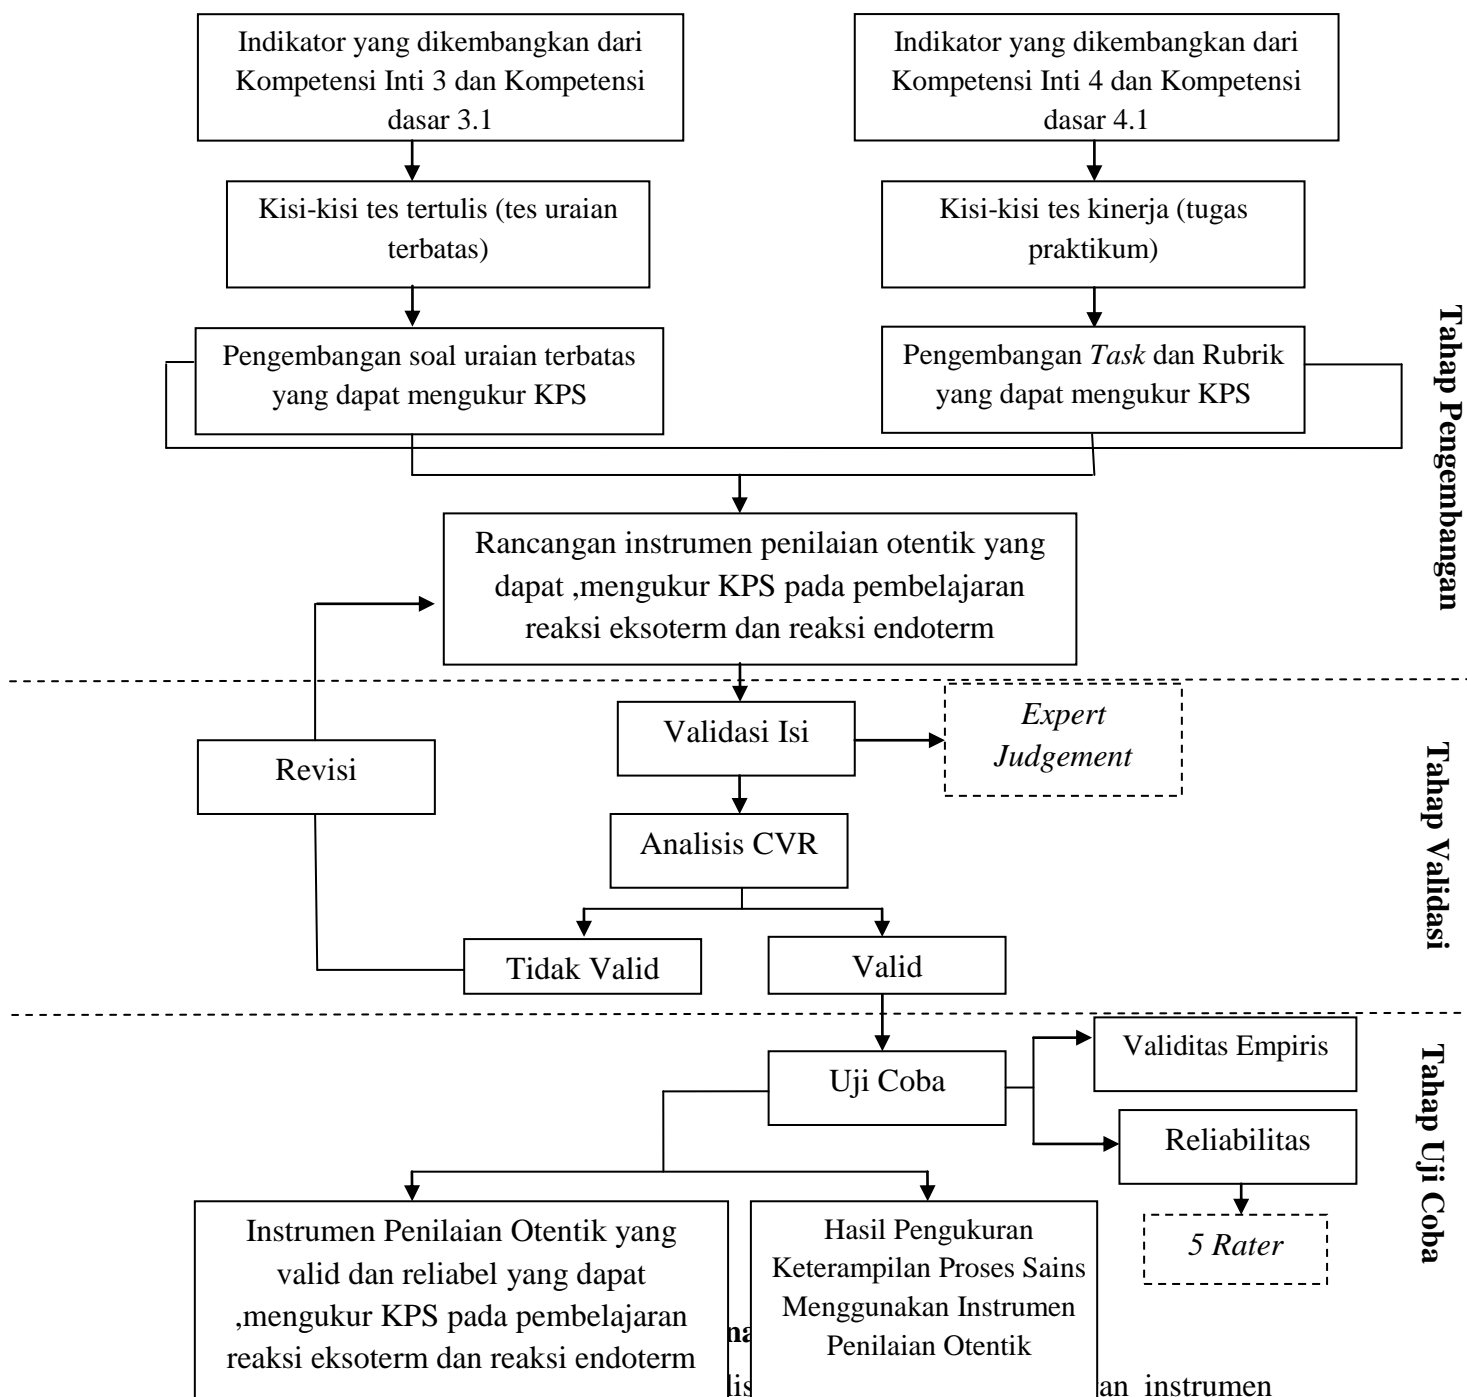 Indikator yang dikembangkan dari
Kompetensi Inti 3 dan Kompetensi
dasar 3.1
Indikator yang dikembangkan dari
Kompetensi Inti 4 dan Kompetensi
dasar 4.1
Kisi-kisi tes tertulis (tes uraian
terbatas)
Kisi-kisi tes kinerja (tugas
praktikum)
Pengembangan soal uraian terbatas
yang dapat mengukur KPS
Pengembangan Task dan Rubrik
yang dapat mengukur KPS
Tahap Pengembangan
Rancangan instrumen penilaian otentik yang
dapat ,mengukur KPS pada pembelajaran
reaksi eksoterm dan reaksi endoterm
Validasi Isi
Expert
Judgement
Revisi
Analisis CVR
Tahap Validasi
Tidak Valid
Valid
Uji Coba
Validitas Empiris
Reliabilitas
5 Rater
Tahap Uji Coba
Instrumen Penilaian Otentik yang
valid dan reliabel yang dapat
,mengukur KPS pada pembelajaran
reaksi eksoterm dan reaksi endoterm
Hasil Pengukuran
Keterampilan Proses Sains
Menggunakan Instrumen
Penilaian Otentik
an instrumen